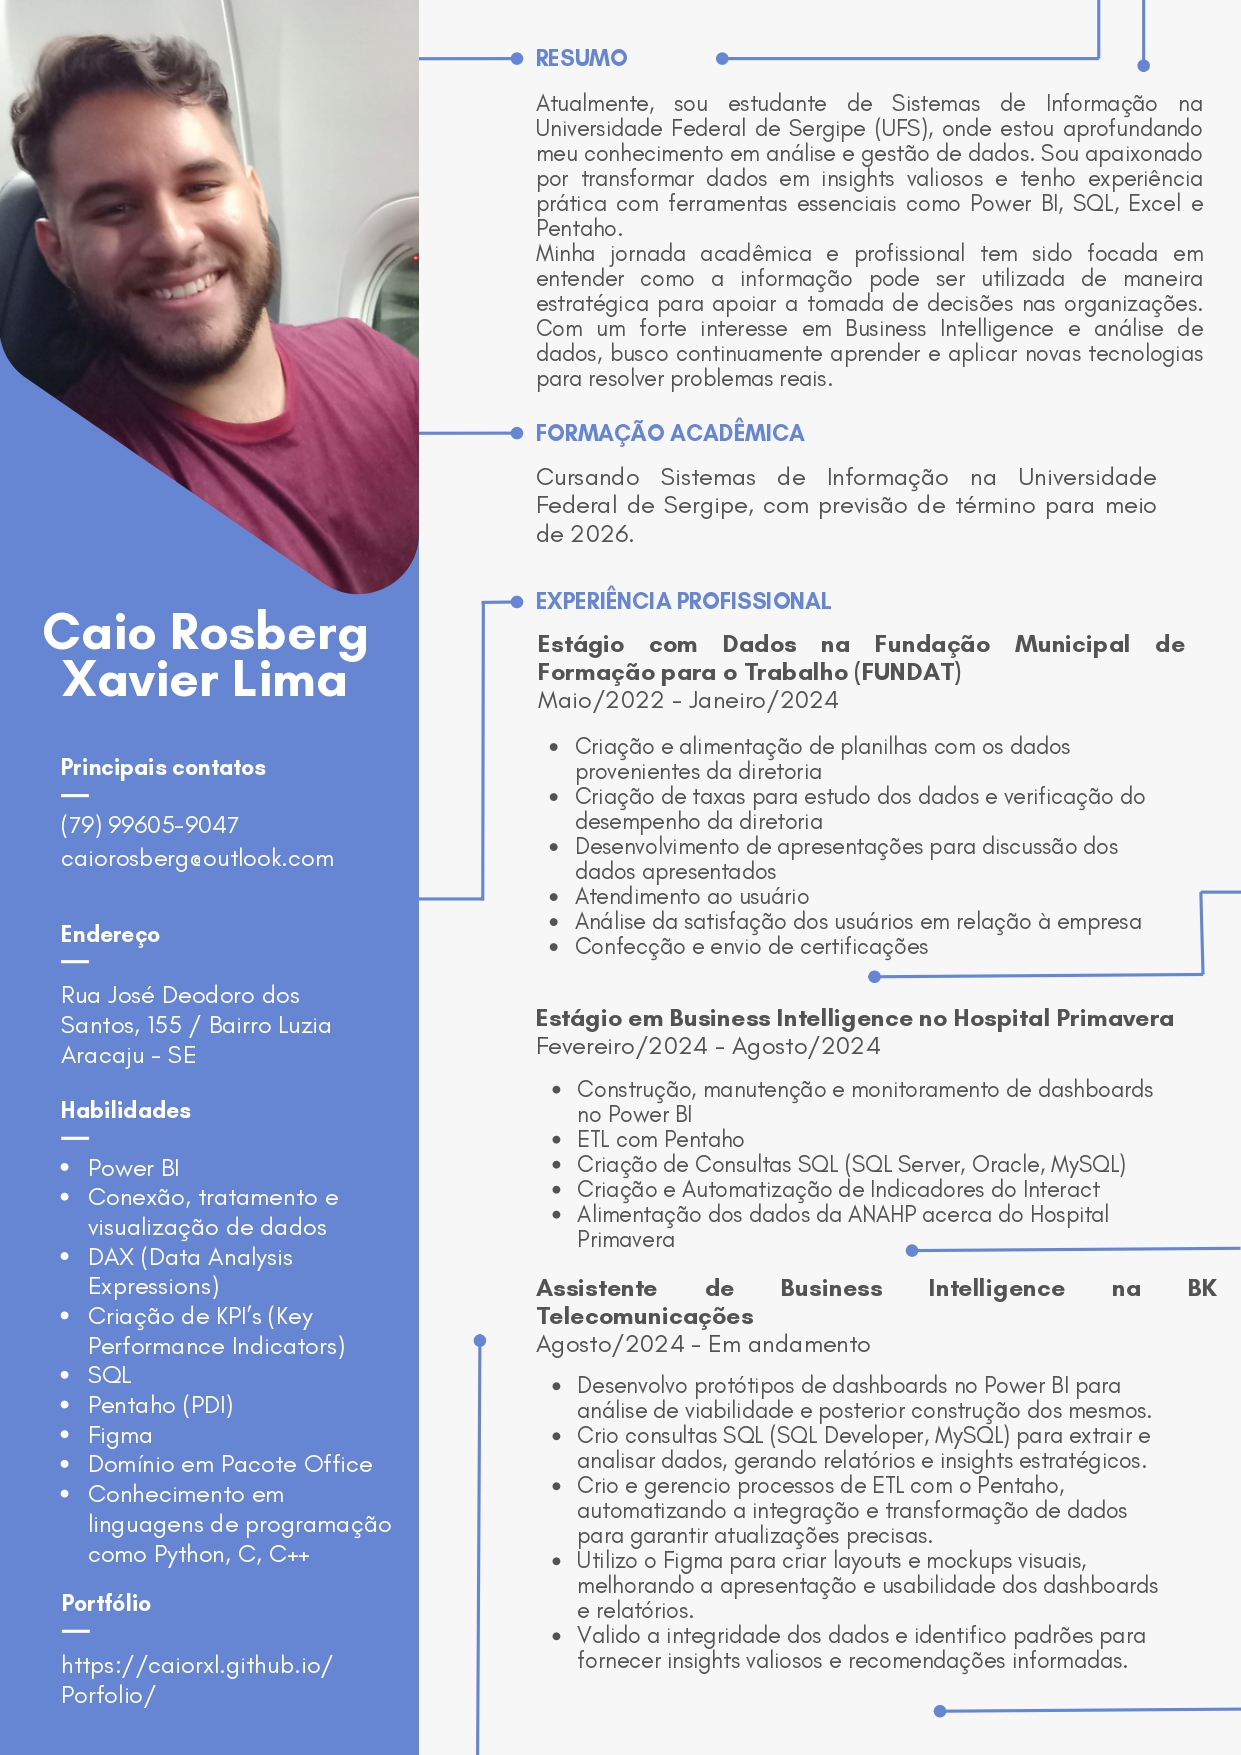 Caio Rosberg
Xavier Lima
Principais contatos
(79) 99605-9047
caiorosberg@outlook.com
Endereço
Rua José Deodoro dos
Santos, 155 / Bairro Luzia
Aracaju - SE
Habilidades
• Power BI
• Conexão, tratamento e
visualização de dados
• DAX (Data Analysis
Expressions)
• Criação de KPI's (Key
Performance Indicators)
• SQL
• Pentaho (PDI)
• Figma
• Domínio em Pacote Office
• Conhecimento em
linguagens de programação
como Python, C, C++
Portfólio
https://caiorxl.github.io/
Porfolio/
RESUMO
Atualmente, sou estudante de Sistemas de Informação na
Universidade Federal de Sergipe (UFS), onde estou aprofundando
meu conhecimento em análise e gestão de dados. Sou apaixonado
por transformar dados em insights valiosos e tenho experiência
prática com ferramentas essenciais como Power BI, SQL, Excel e
Pentaho.
Minha jornada acadêmica e profissional tem sido focada em
entender como a informação pode ser utilizada de maneira
estratégica para apoiar a tomada de decisões nas organizações.
Com um forte interesse em Business Intelligence e análise de
dados, busco continuamente aprender e aplicar novas tecnologias
para resolver problemas reais.
FORMAÇÃO ACADÊMICA
Cursando Sistemas de Informação na Universidade
Federal de Sergipe, com previsão de término para meio
de 2026.
EXPERIÊNCIA PROFISSIONAL
Estágio com Dados na Fundação Municipal de
Formação para o Trabalho (FUNDAT)
Maio/2022 - Janeiro/2024
• Criação e alimentação de planilhas com os dados
provenientes da diretoria
• Criação de taxas para estudo dos dados e verificação do
desempenho da diretoria
• Desenvolvimento de apresentações para discussão dos
dados apresentados
• Atendimento ao usuário
• Análise da satisfação dos usuários em relação à empresa
• Confecção e envio de certificações
Estágio em Business Intelligence no Hospital Primavera
Fevereiro/2024 - Agosto/2024
• Construção, manutenção e monitoramento de dashboards
no Power BI
• ETL com Pentaho
• Criação de Consultas SQL (SQL Server, Oracle, MySQL)
• Criação e Automatização de Indicadores do Interact
• Alimentação dos dados da ANAHP acerca do Hospital
Primavera
Assistente de Business Intelligence na BK
Telecomunicações
Agosto/2024 - Em andamento
• Desenvolvo protótipos de dashboards no Power BI para
análise de viabilidade e posterior construção dos mesmos.
• Crio consultas SQL (SQL Developer, MySQL) para extrair e
analisar dados, gerando relatórios e insights estratégicos.
• Crio e gerencio processos de ETL com o Pentaho,
automatizando a integração e transformação de dados
para garantir atualizações precisas.
• Utilizo o Figma para criar layouts e mockups visuais,
melhorando a apresentação e usabilidade dos dashboards
e relatórios.
• Valido a integridade dos dados e identifico padrões para
fornecer insights valiosos e recomendações informadas.